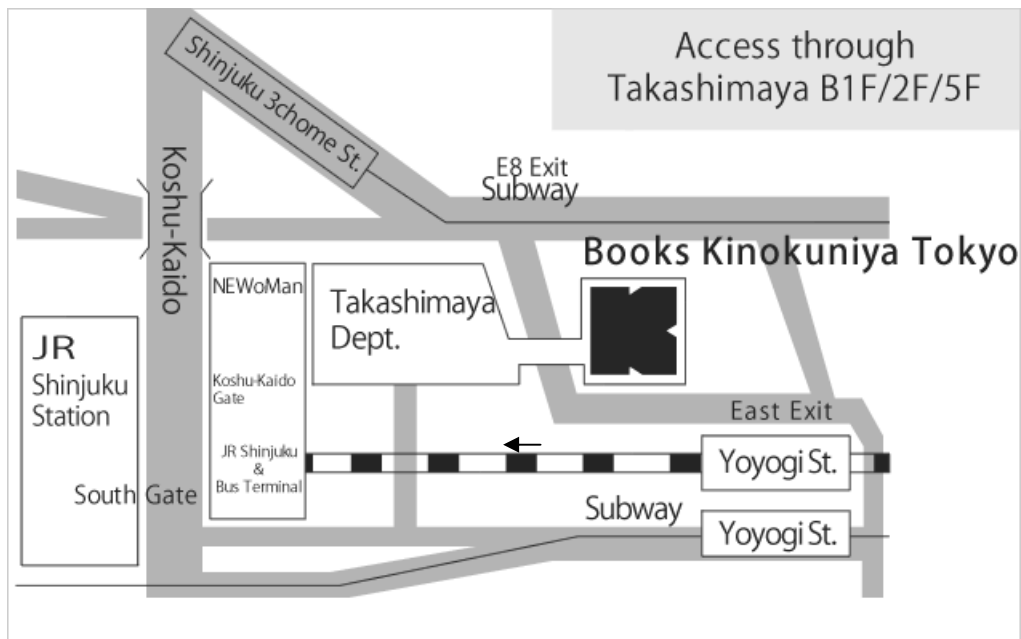 Access through
Takashimaya B1F/2F/5F
Shinjuku 3chome St.
Koshu-Kaido
E8 Exit
Subway
Books Kinokuniya Tokyo
NEWoMan
Takashimaya
Dept.
JR
Shinjuku
Station
Koshu-Kaido
Gate
East Exit
JR Shinjuku
&
Bus Terminal
Yoyogi St.
South Gate
Subway
Yoyogi St.